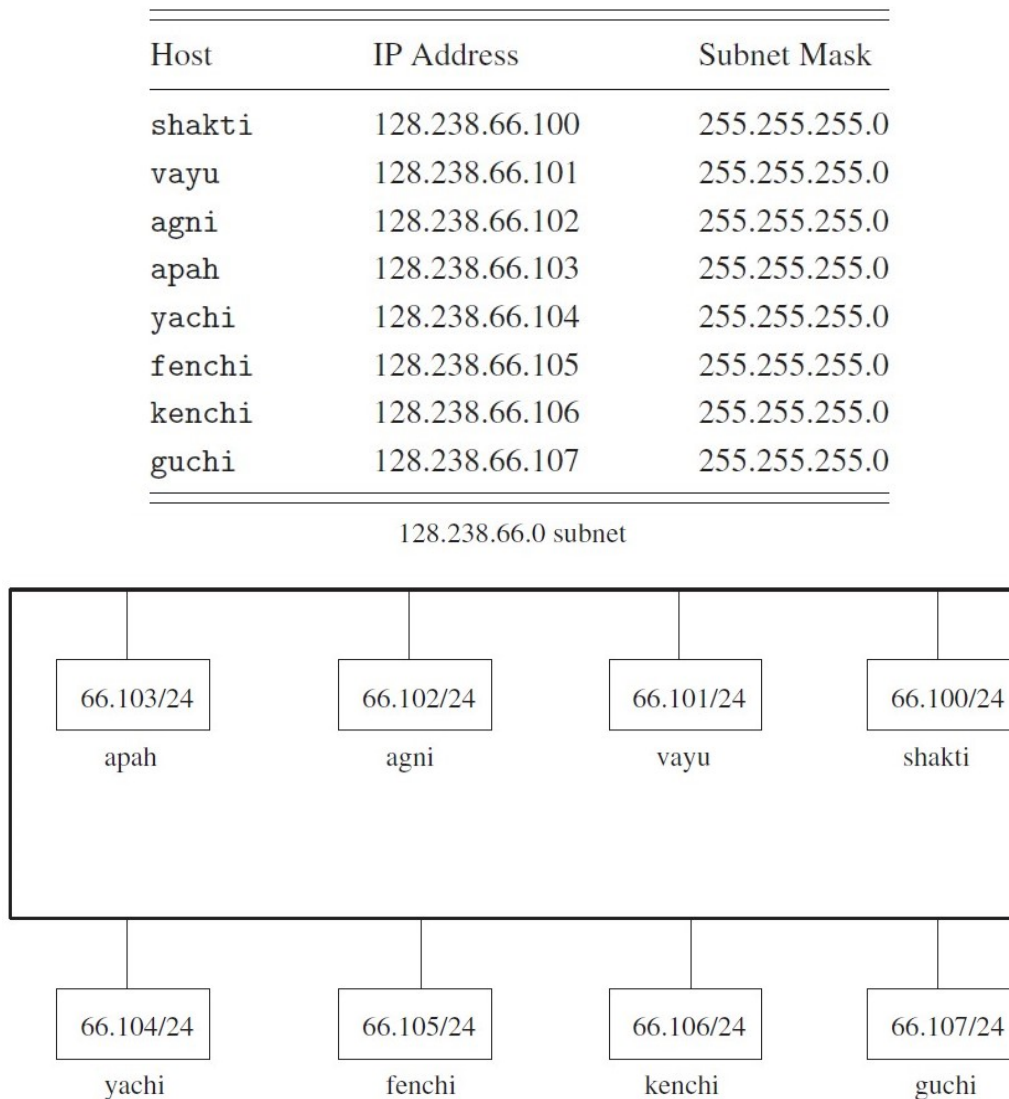 Host IP Address Subnet Mask
shakti 128.238.66.100 255.255.255.0
vayu 128.238.66.101 255.255.255.0
agni 128.238.66.102 255.255.255.0
apah 128.238.66.103 255.255.255.0
yachi 128.238.66.104 255.255.255.0
fenchi 128.238.66.105 255.255.255.0
kenchi 128.238.66.106 255.255.255.0
guchi 128.238.66.107 255.255.255.0
128.238.66.0 subnet
66.103/24 66.102/24 66.101/24 66.100/24
apah agni vayu shakti
66.104/24 66.105/24 66.106/24 66.107/24
yachi fenchi kenchi guchi